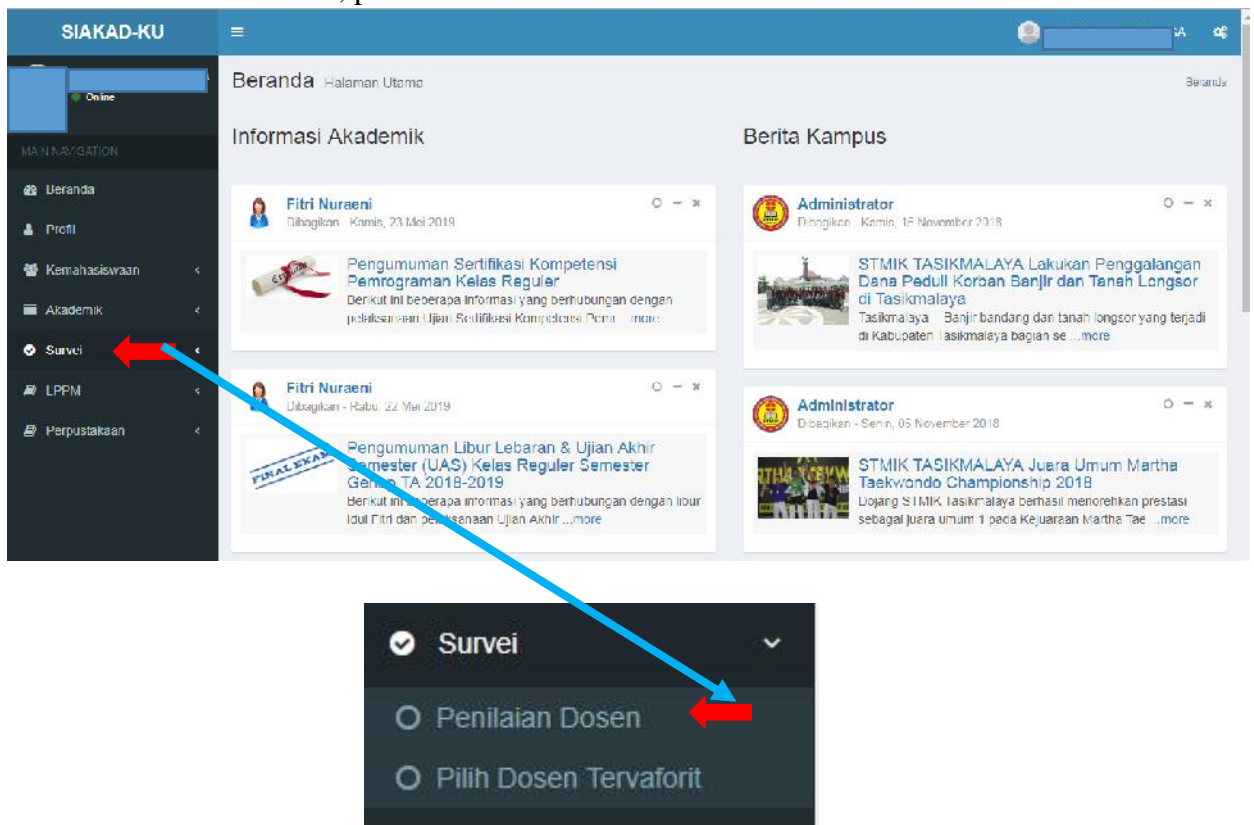 SIAKAD-KU
Online
MAIN NAVIGATION
Beranda
Profil
Kemahasiswaan
Akademik
Survei
LPPM
Perpustakaan
Beranda Halaman Utama
Beranda
Informasi Akademik
Fitri Nuraeni
Dibagikan - Kamis, 23 Mei 2019
Pengumuman Sertifikasi Kompetensi
Pemrograman Kelas Reguler
Berikut ini beberapa informasi yang berhubungan dengan
pelaksanaan Ujian Sertifikasi Kompetensi Pemr ...more
Fitri Nuraeni
Dibagikan - Rabu, 22 Mei 2019
FINAL EXAM
Pengumuman Libur Lebaran & Ujian Akhir
Semester (UAS) Kelas Reguler Semester
Genap TA 2018-2019
Berikut ini beberapa informasi yang berhubungan dengan libur
Idul Fitri dan pelaksanaan Ujian Akhir ...more
Berita Kampus
Administrator
Dibagikan - Kamis, November 2018
STMIK TASIKMALAYA Lakukan Penggalangan
Dana Peduli Korban Banjir dan Tanah Longsor
di Tasikmalaya
Tasikmalaya Banjir bandang dan tanah longsor yang terjadi
di Kabupaten Tasikmalaya bagian se ...more
Administrator
Dibagikan - Senin, 05 November 2018
STMIK TASIKMALAYA Juara Umum Martha
Taekwondo Championship 2018
Dojang STMIK Tasikmalaya berhasil menorehkan prestasi
sebagai juara umum 1 pada Kejuaraan Martha Tae ...more
Survei
Penilaian Dosen
Pilih Dosen Tervaforit